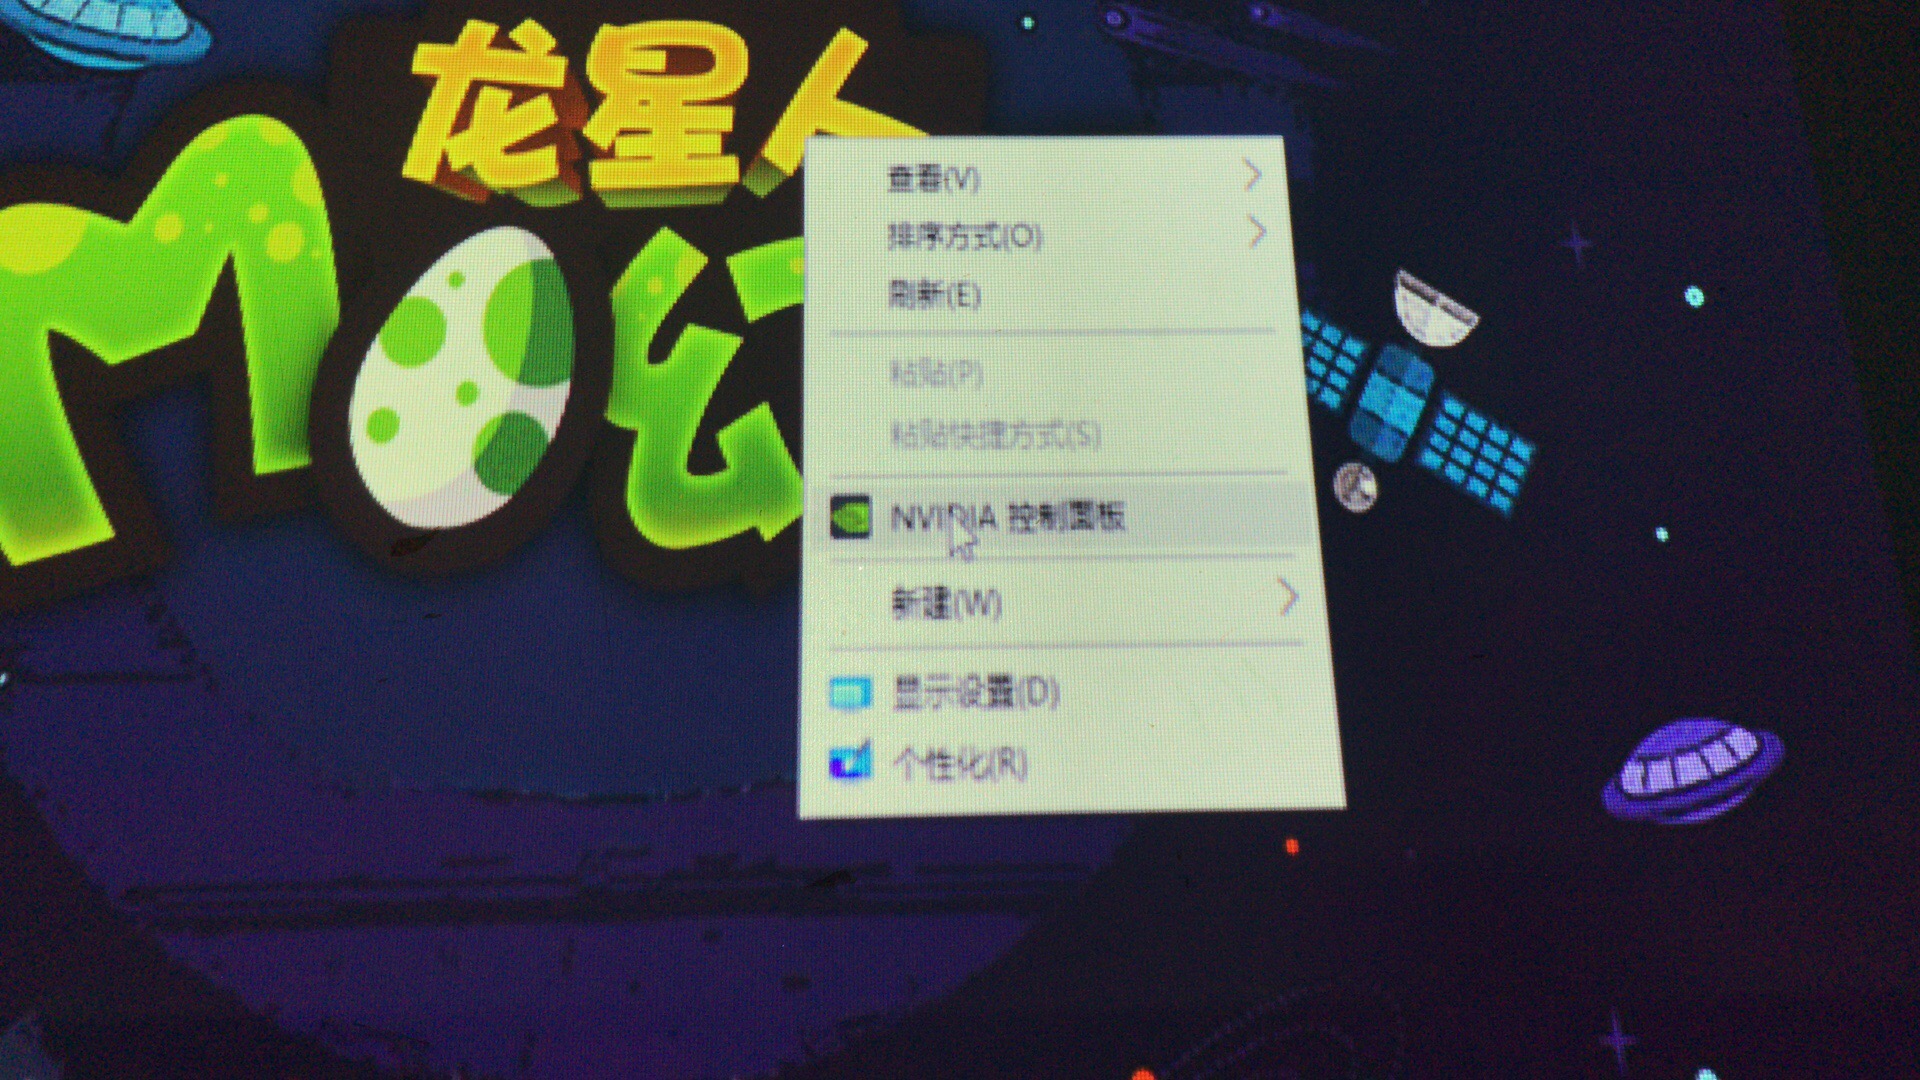 龙星人
查看(V)
排序方式(O)
刷新(E)
粘贴(P)
粘贴快捷方式(S)
NVIDIA 控制面板
新建(W)
显示设置(D)
个性化(R)